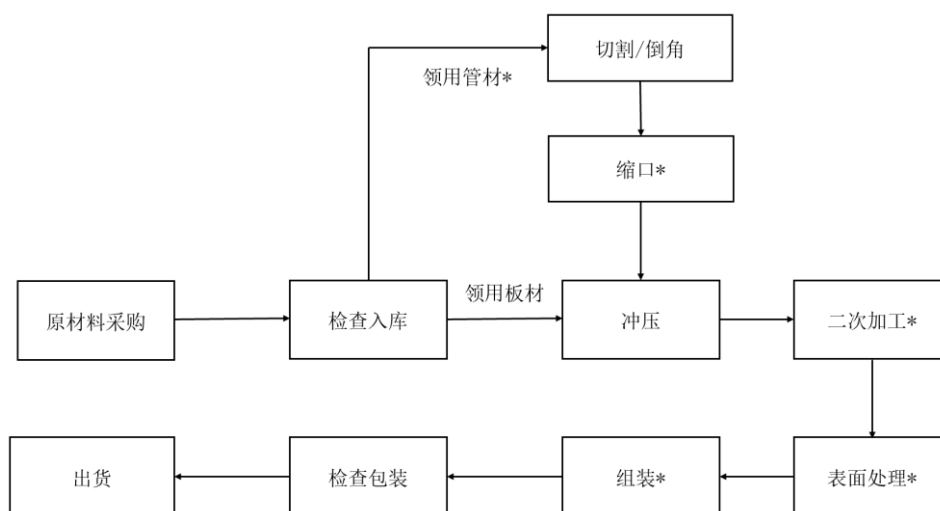 切割/倒角
领用管材*
缩口*
领用板材
原材料采购
检查入库
冲压
二次加工*
出货
检查包装
组装*
表面处理*